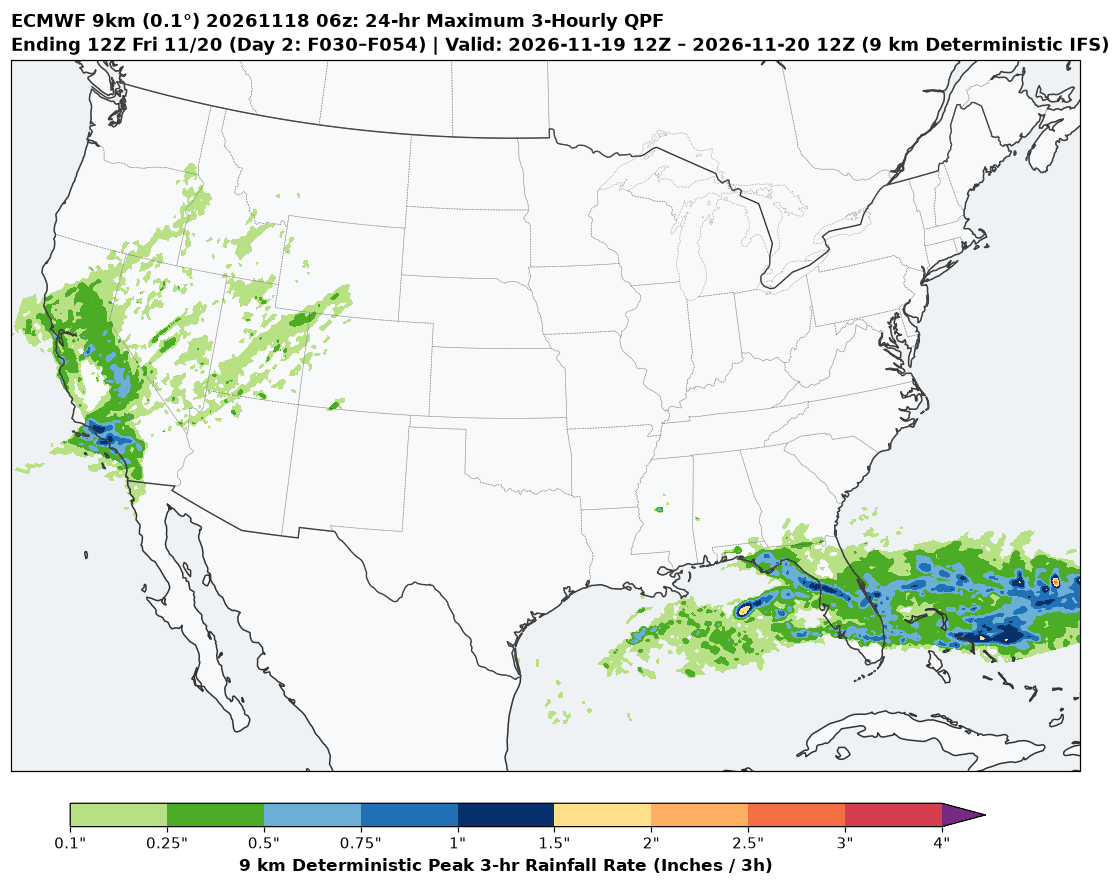 ECMWF 9km (0.1°) 20261118 06z: 24-hr Maximum 3-Hourly QPF
Ending 12Z Fri 11/20 (Day 2: F030–F054) | Valid: 2026-11-19 12Z – 2026-11-20 12Z (9 km Deterministic IFS)
0.1" 0.25" 0.5" 0.75" 1" 1.5" 2" 2.5" 3" 4"
9 km Deterministic Peak 3-hr Rainfall Rate (Inches / 3h)